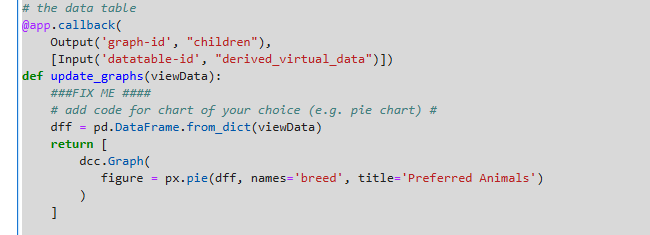 # the data table
@app.callback(
    Output('graph-id', "children"),
    [Input('datatable-id', "derived_virtual_data")])
def update_graphs(viewData):
    ###FIX ME ####
    # add code for chart of your choice (e.g. pie chart) #
    dff = pd.DataFrame.from_dict(viewData)
    return [
        dcc.Graph(
           figure = px.pie(dff, names='breed', title='Preferred Animals')
        )
    ]